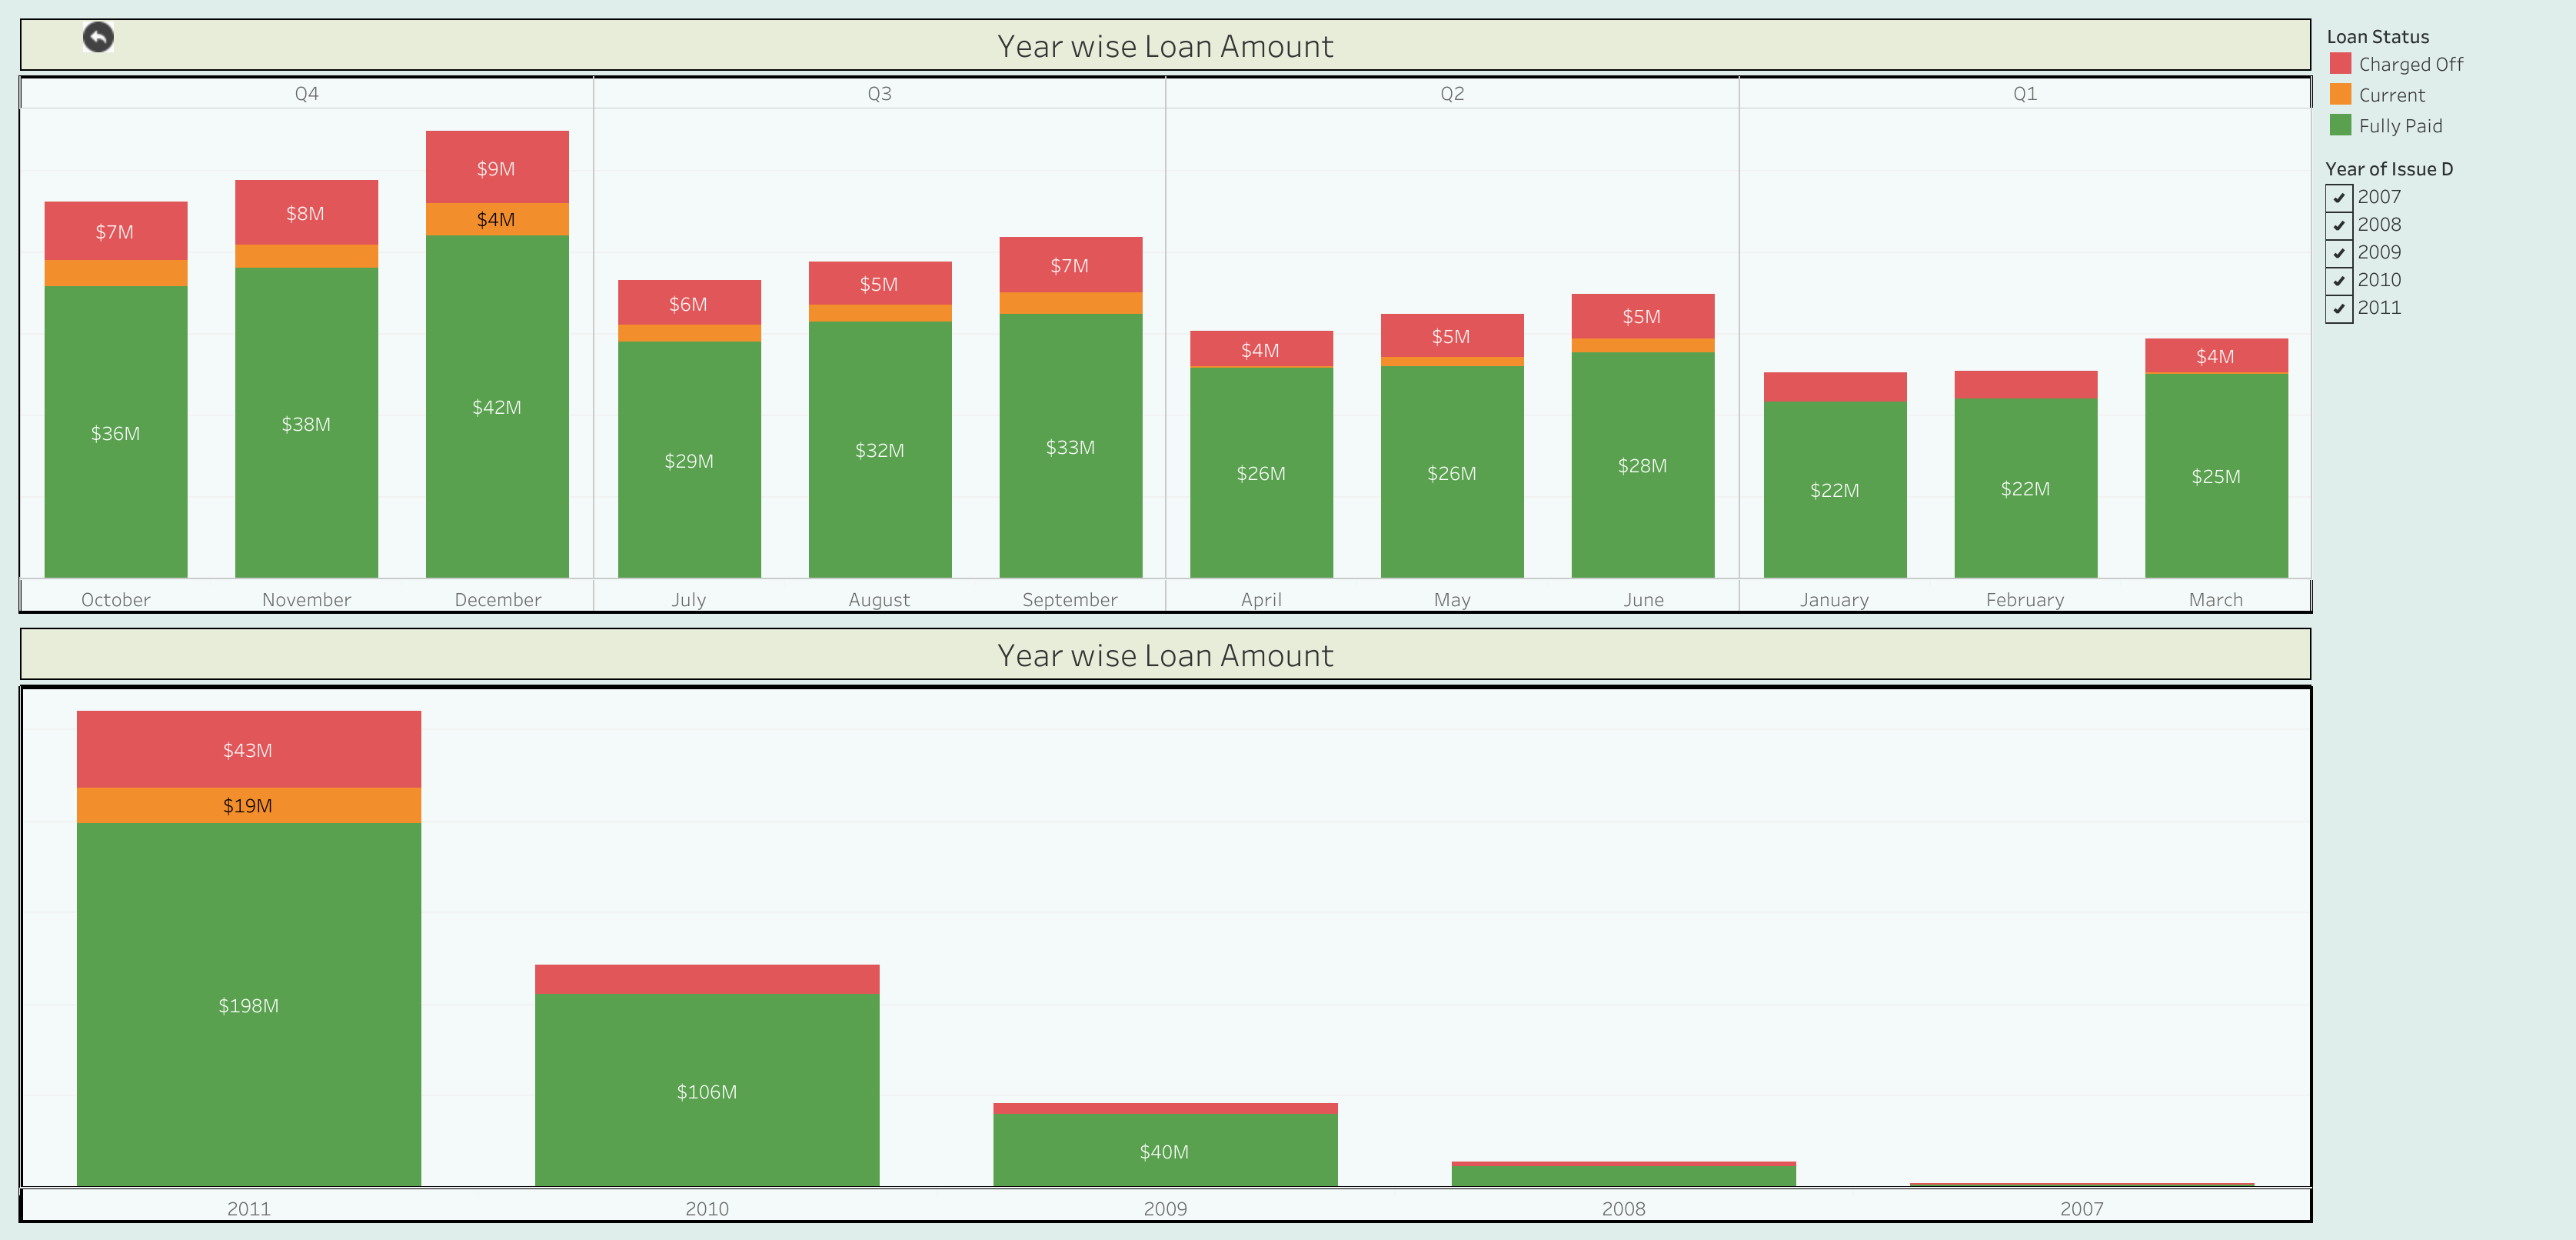 Year wise Loan Amount
Q4 Q3 Q2 Q1
$7M $8M $9M $6M $5M $7M $4M $5M $5M $4M
$4M
$36M $38M $42M $29M $32M $33M $26M $26M $28M $22M $22M $25M
October November December July August September April May June January February March
Year wise Loan Amount
$43M
$19M
$198M $106M $40M
2011 2010 2009 2008 2007
Loan Status
Charged Off
Current
Fully Paid
Year of Issue D
2007
2008
2009
2010
2011